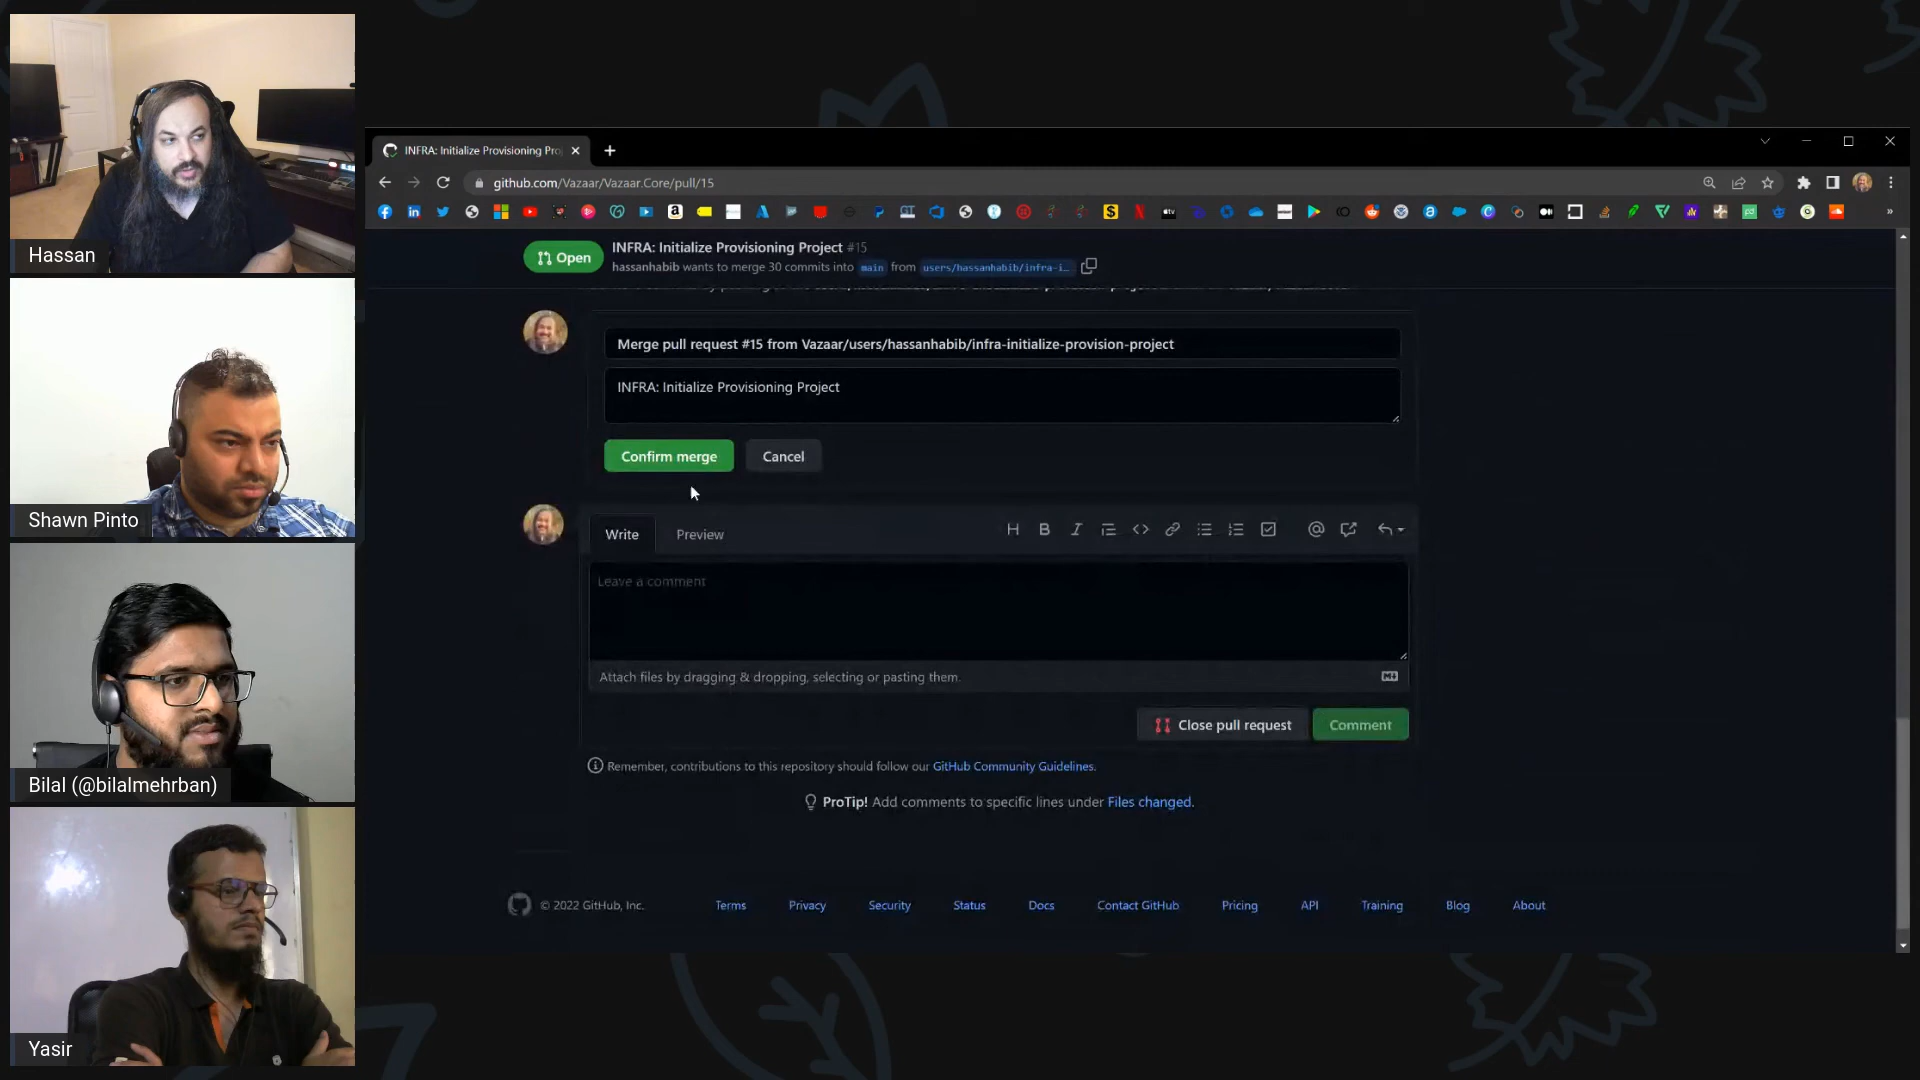 Hassan
Shawn Pinto
Bilal (@bilalmehrban)
Yasir
INFRA: Initialize Provisioning Pro
github.com/Vazaar/Vazaar.Core/pull/15
Open
INFRA: Initialize Provisioning Project #15
hassanhabib wants to merge 30 commits into main from users/hassanhabib/infra-i…
Merge pull request #15 from Vazaar/users/hassanhabib/infra-initialize-provision-project
INFRA: Initialize Provisioning Project
Confirm merge
Cancel
Write
Preview
Leave a comment
Attach files by dragging & dropping, selecting or pasting them.
Close pull request
Comment
Remember, contributions to this repository should follow our GitHub Community Guidelines.
ProTip! Add comments to specific lines under Files changed.
© 2022 GitHub, Inc.
Terms
Privacy
Security
Status
Docs
Contact GitHub
Pricing
API
Training
Blog
About